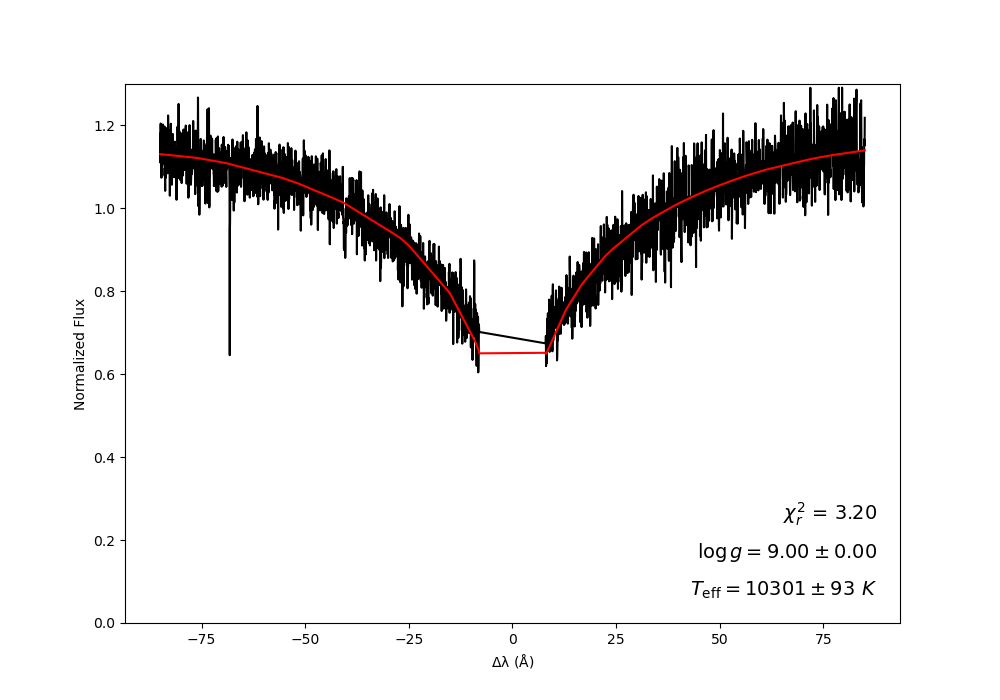 1.2
1.0
0.8
0.6
0.4
0.2
0.0
Normalized Flux
χ²ᵣ = 3.20
log g = 9.00 ± 0.00
T_eff = 10301 ± 93 K
−75 −50 −25 0 25 50 75
Δλ (Å)